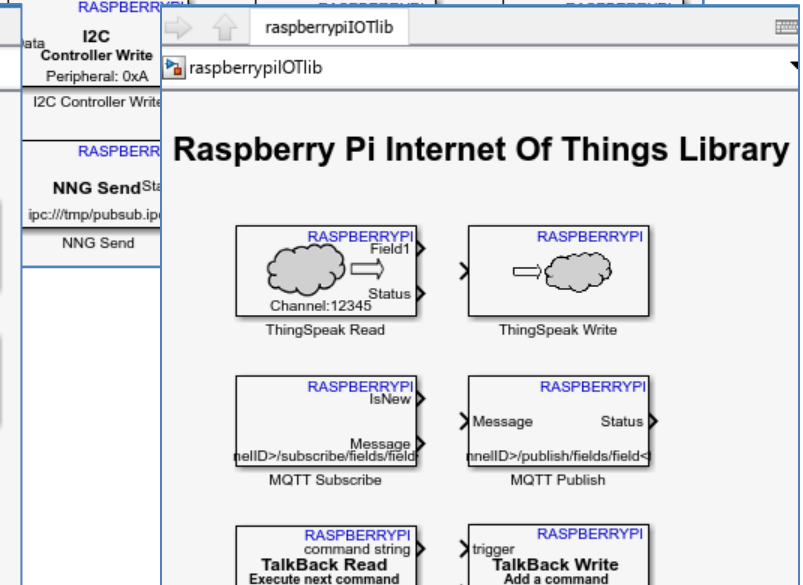 RASPBERRYPI
I2C
Controller Write
Peripheral: 0xA
I2C Controller Write
RASPBERR
NNG Send
ipc:///tmp/pubsub.ipc
NNG Send
raspberrypiIOTlib
raspberrypiIOTlib
Raspberry Pi Internet Of Things Library
RASPBERRYPI
Field1
Status
Channel:12345
ThingSpeak Read
RASPBERRYPI
ThingSpeak Write
RASPBERRYPI
IsNew
Message
nelID>/subscribe/fields/field
MQTT Subscribe
RASPBERRYPI
Message
Status
nnelID>/publish/fields/field<
MQTT Publish
RASPBERRYPI
command string
TalkBack Read
Execute next command
RASPBERRYPI
trigger
TalkBack Write
Add a command